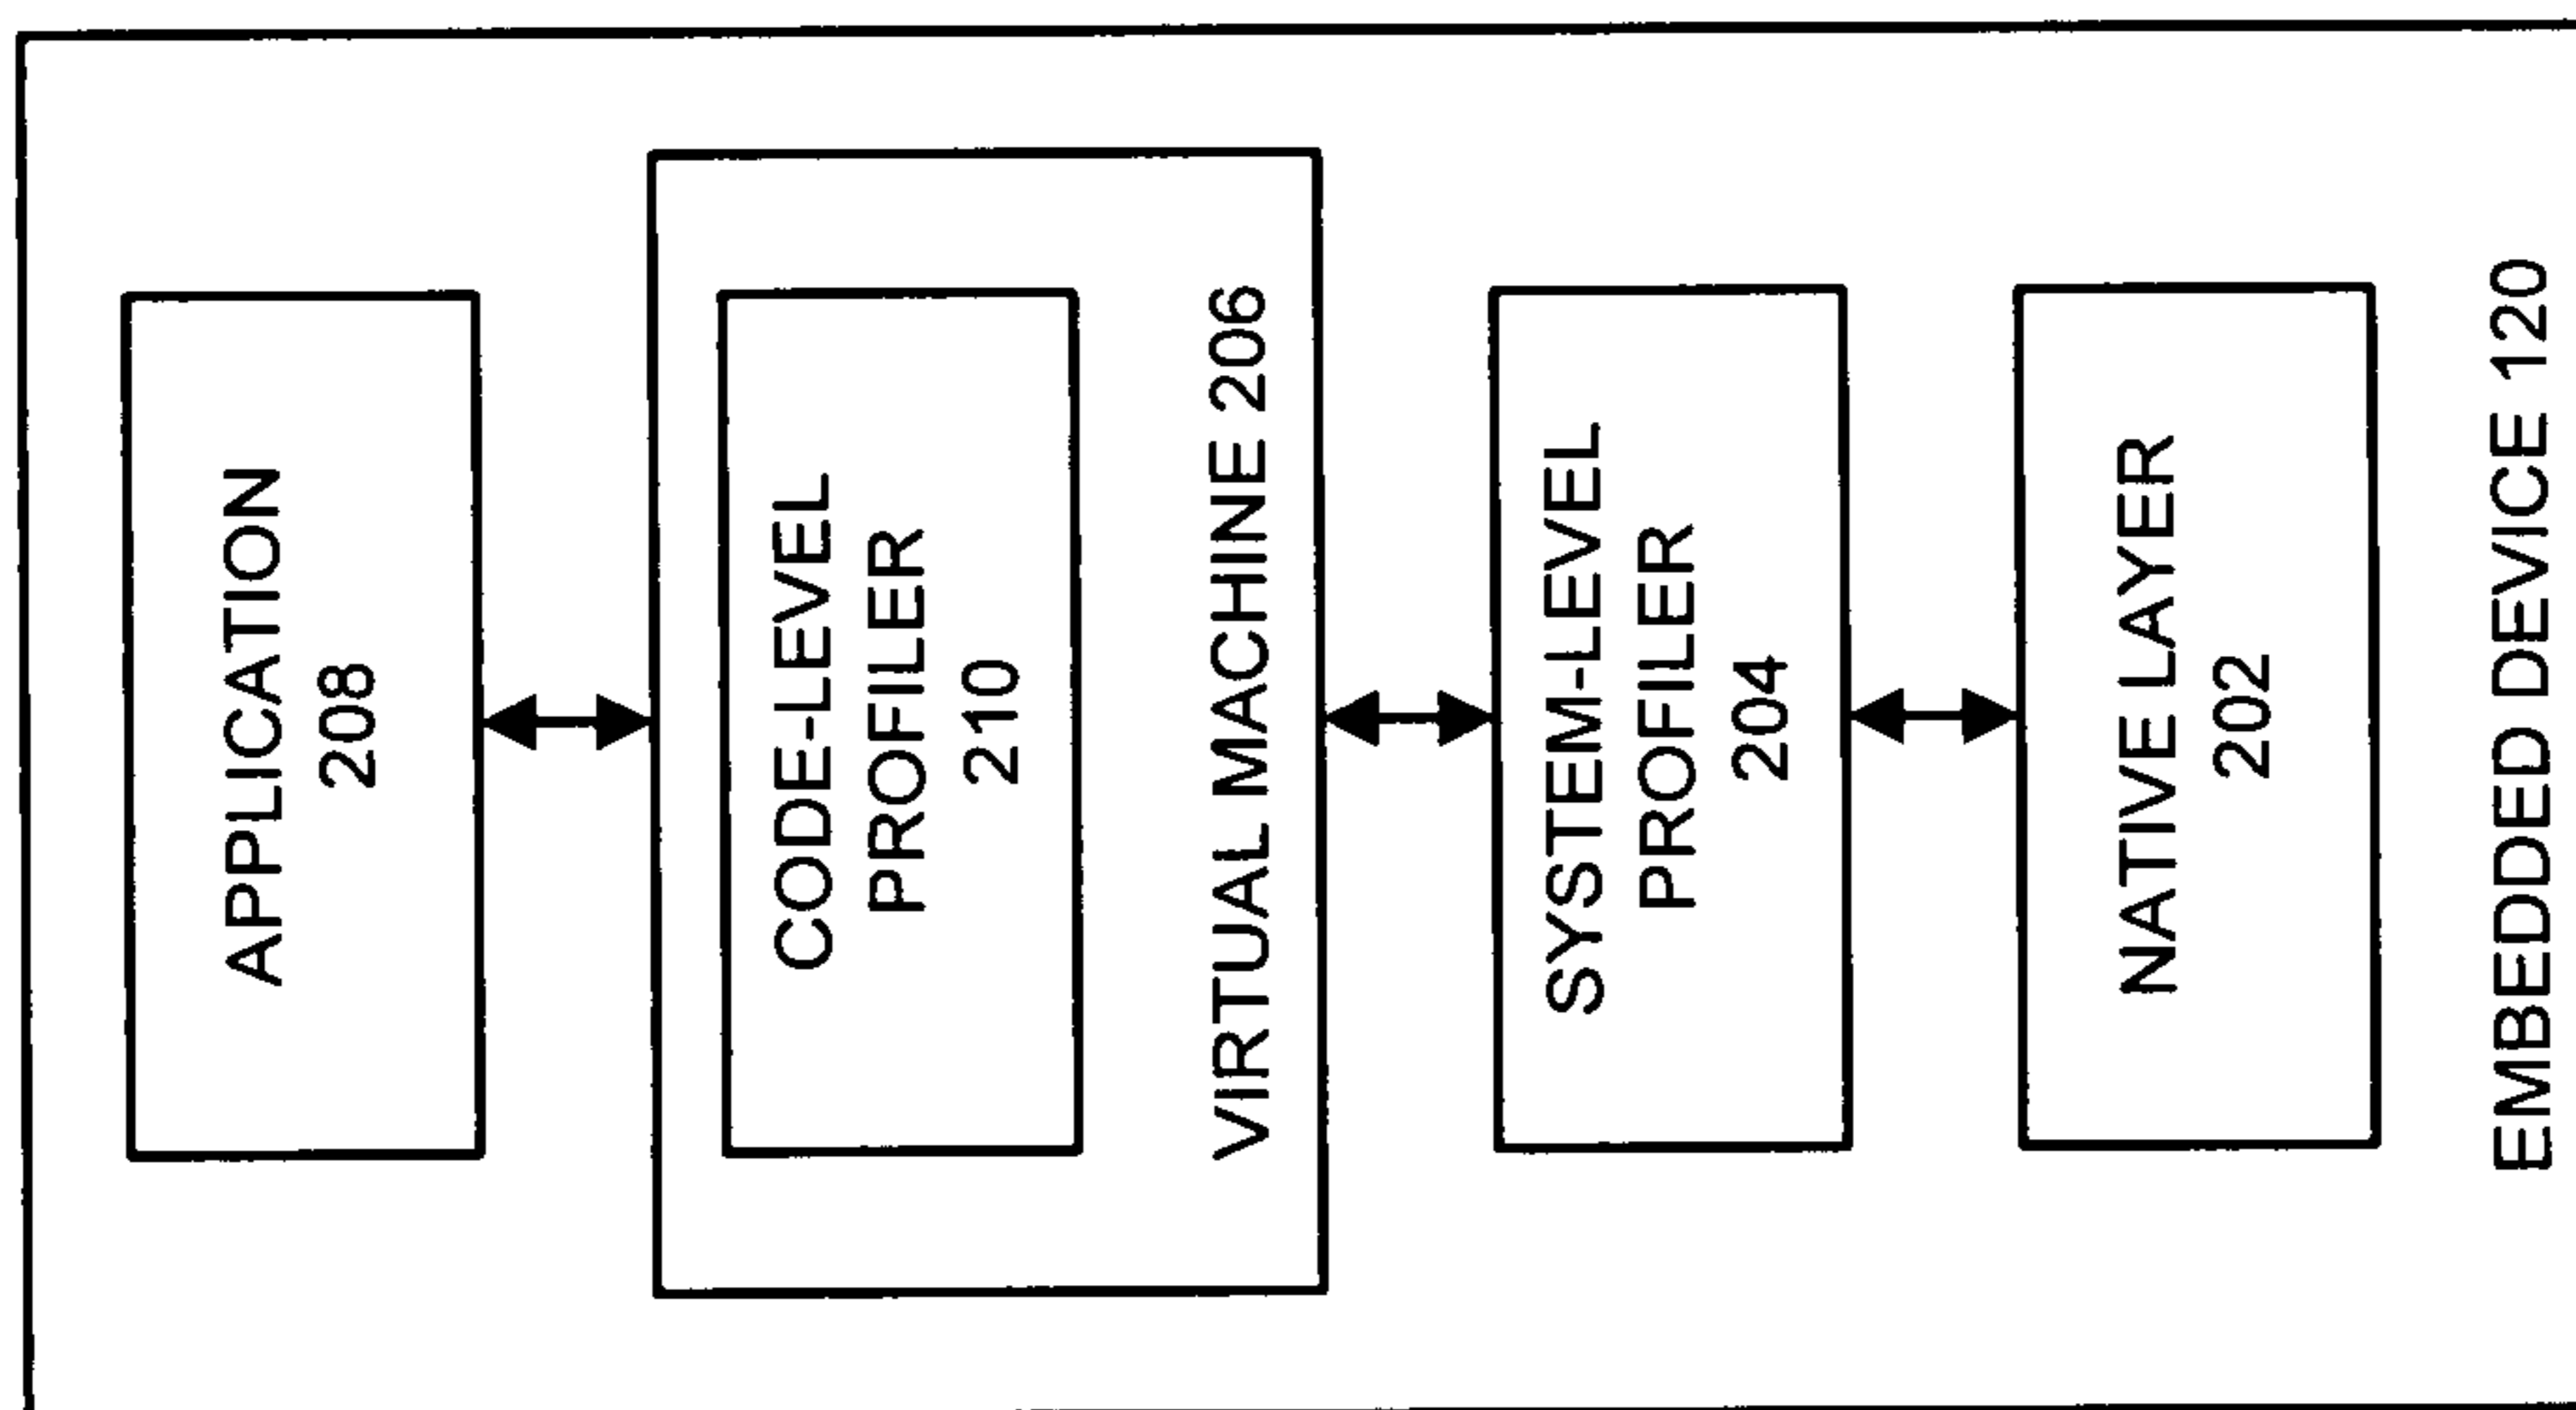 APPLICATION
208
CODE-LEVEL
PROFILER
210
VIRTUAL MACHINE 206
SYSTEM-LEVEL
PROFILER
204
NATIVE LAYER
202
EMBEDDED DEVICE 120